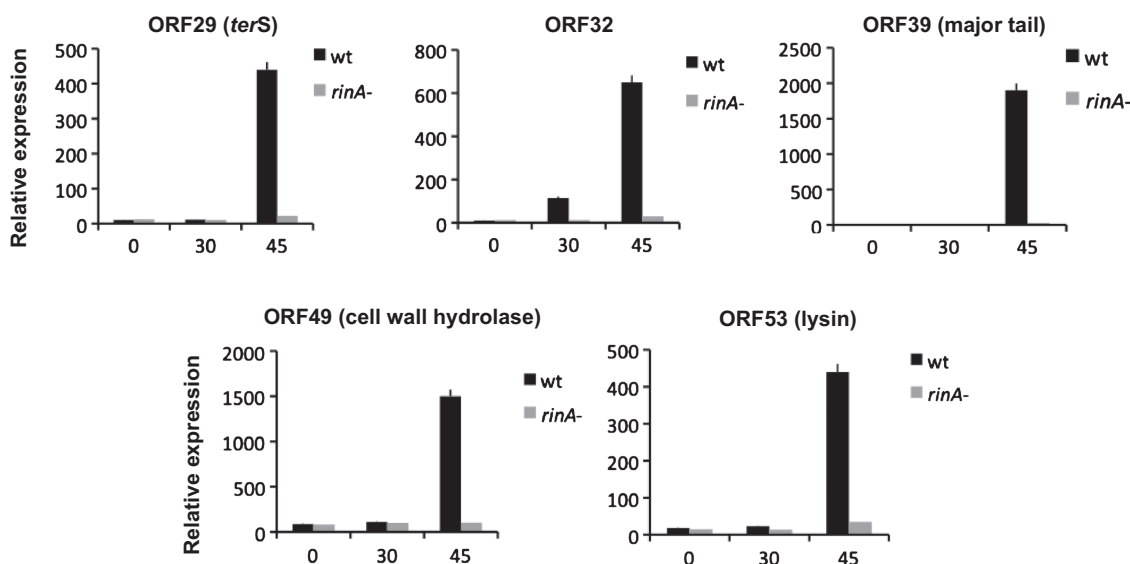 ORF29 (terS)
Relative expression
500
400
300
200
100
0
0 30 45
wt
rinA-
ORF32
800
600
400
200
0
0 30 45
wt
rinA-
ORF39 (major tail)
2500
2000
1500
1000
500
0
0 30 45
wt
rinA-
ORF49 (cell wall hydrolase)
Relative expression
2000
1500
1000
500
0
0 30 45
wt
rinA-
ORF53 (lysin)
500
400
300
200
100
0
0 30 45
wt
rinA-